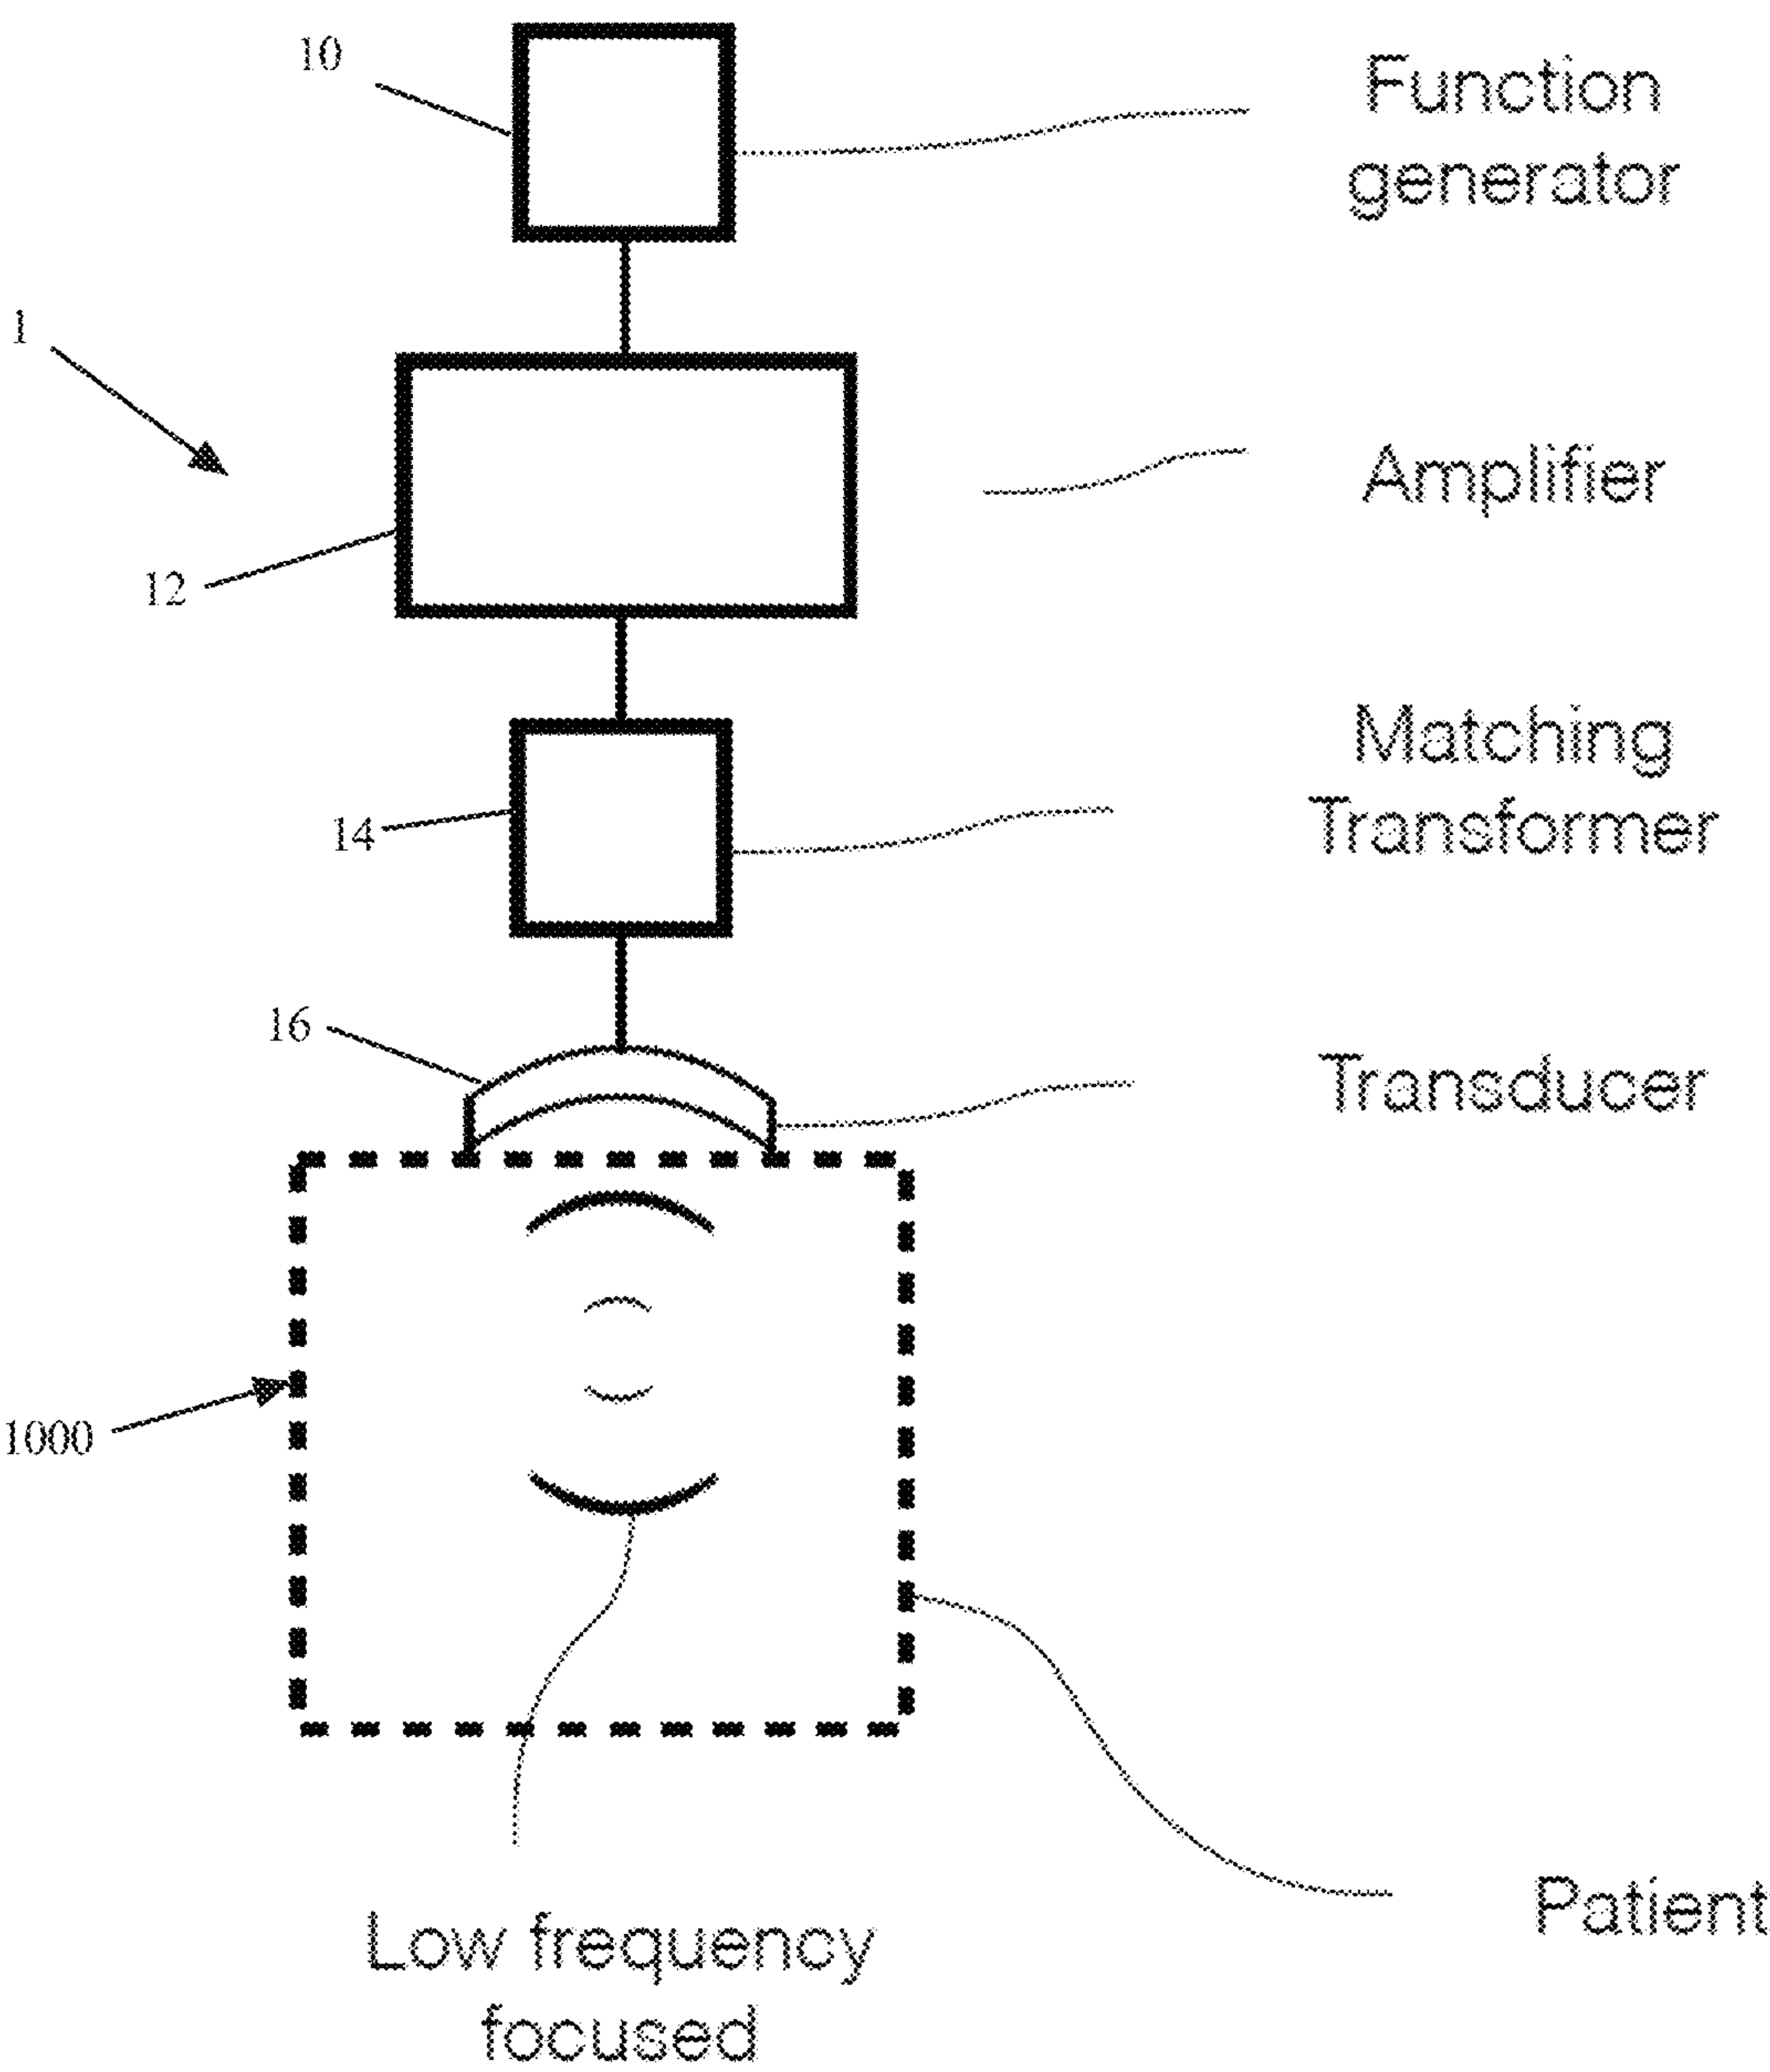 10
Function
generator
1
Amplifier
12
Matching
Transformer
14
16
Transducer
1000
Patient
Low frequency
focused